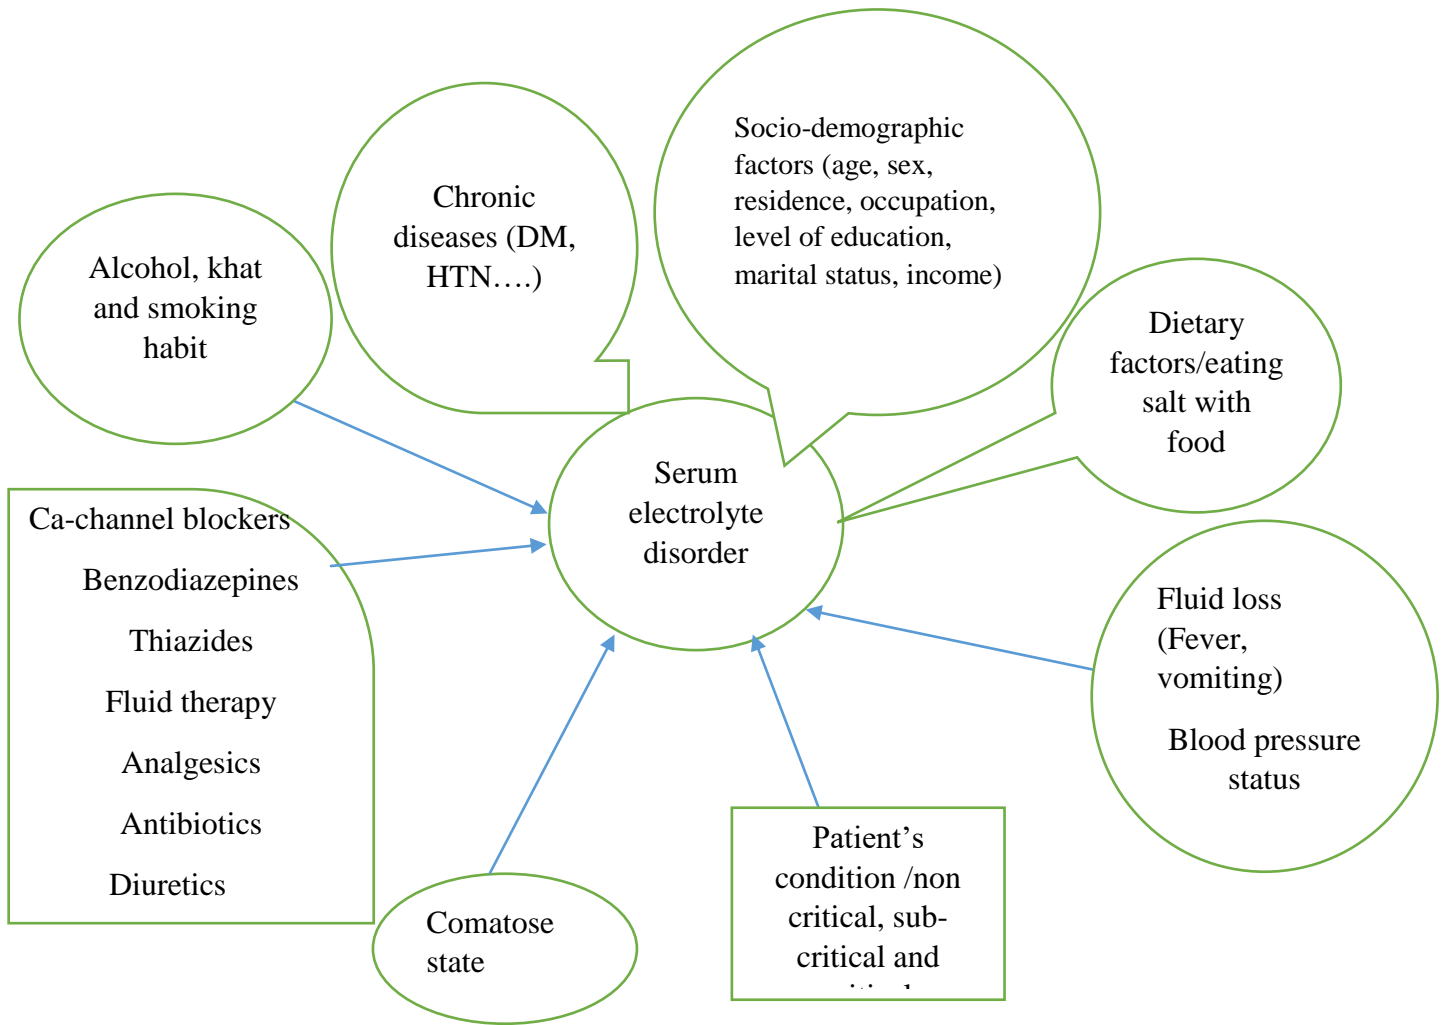 Socio-demographic
factors (age, sex,
residence, occupation,
level of education,
marital status, income)
Chronic
diseases (DM,
HTN….)
Alcohol, khat
and smoking
habit
Dietary
factors/eating
salt with
food
Serum
electrolyte
disorder
Ca-channel blockers
Benzodiazepines
Thiazides
Fluid therapy
Analgesics
Antibiotics
Diuretics
Fluid loss
(Fever,
vomiting)
Blood pressure
status
Patient’s
condition /non
critical, sub-
critical and
Comatose
state